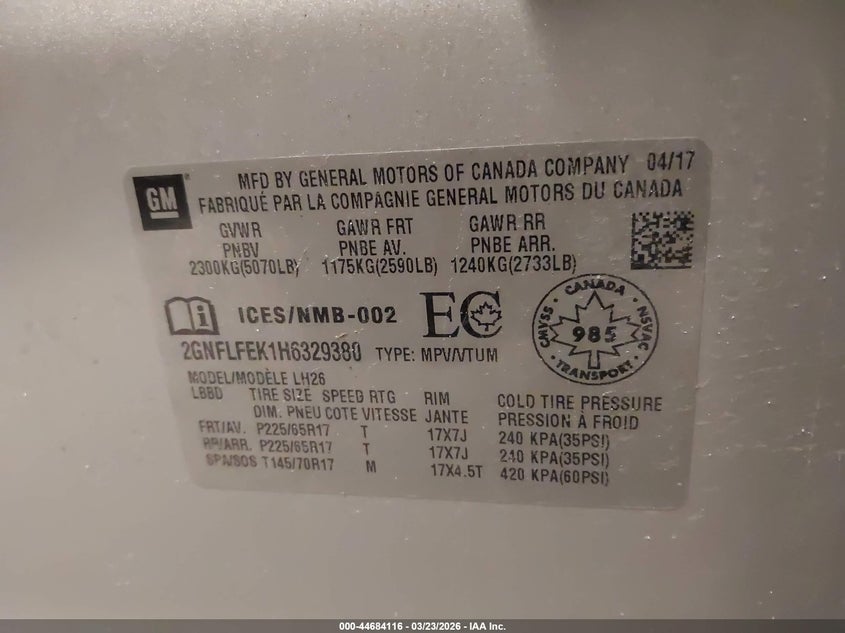 GM
MFD BY GENERAL MOTORS OF CANADA COMPANY 04/17
FABRIQUÉ PAR LA COMPAGNIE GENERAL MOTORS DU CANADA
GVWR GAWR FRT GAWR RR
PNBV PNBE AV. PNBE ARR.
2300KG(5070LB) 1175KG(2590LB) 1240KG(2733LB)
i ICES/NMB-002 EC
CANADA
CMVSS 985 NSVAC
TRANSPORT
2GNFLFEK1H6329380 TYPE: MPV/VTUM
MODEL/MODÈLE LH26
LBBD TIRE SIZE SPEED RTG RIM COLD TIRE PRESSURE
DIM. PNEU COTE VITESSE JANTE PRESSION À FROID
FRT/AV. P225/65R17 T 17X7J 240 KPA(35PSI)
RR/ARR. P225/65R17 T 17X7J 240 KPA(35PSI)
SPA/SOS T145/70R17 M 17X4.5T 420 KPA(60PSI)
000-44684116 - 03/23/2026 - IAA Inc.